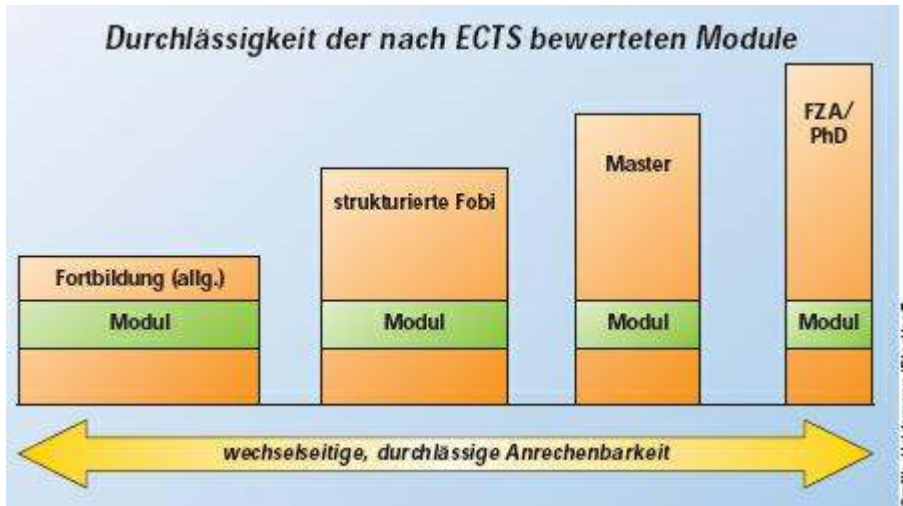 Durchlässigkeit der nach ECTS bewerteten Module
FZA/
PhD
Master
strukturierte Fobi
Fortbildung (allg.)
Modul
Modul
Modul
Modul
wechselseitige, durchlässige Anrechenbarkeit